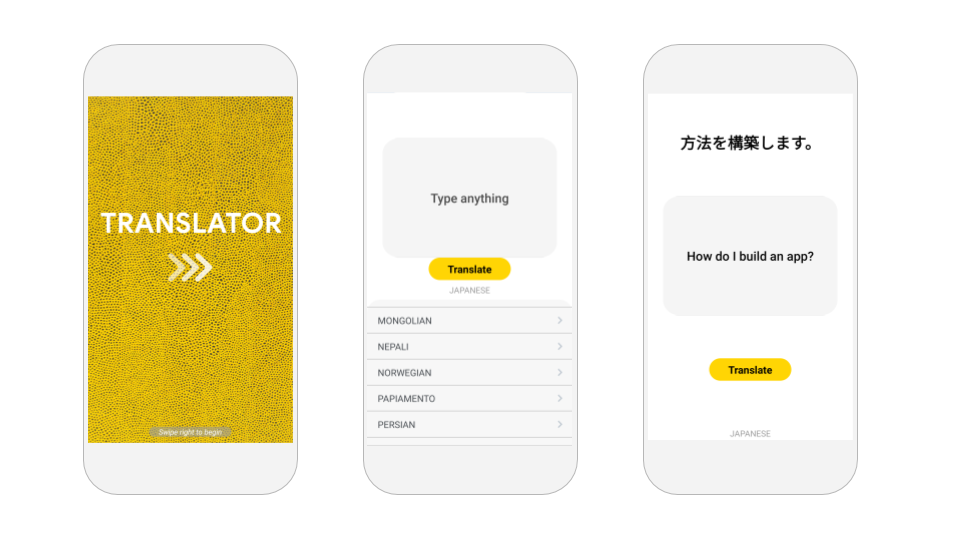 TRANSLATOR
Swipe right to begin
Type anything
Translate
JAPANESE
MONGOLIAN
NEPALI
NORWEGIAN
PAPIAMENTO
PERSIAN
方法を構築します。
How do I build an app?
Translate
JAPANESE